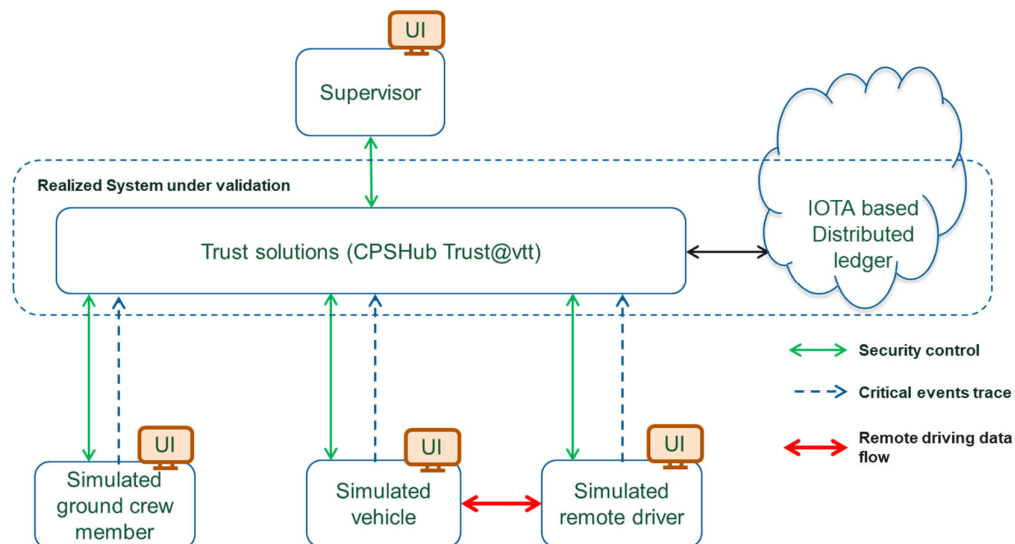 UI
Supervisor
Realized System under validation
Trust solutions (CPSHub Trust@vtt)
IOTA based
Distributed
ledger
Security control
Critical events trace
Remote driving data
flow
UI
Simulated
ground crew
member
UI
Simulated
vehicle
UI
Simulated
remote driver